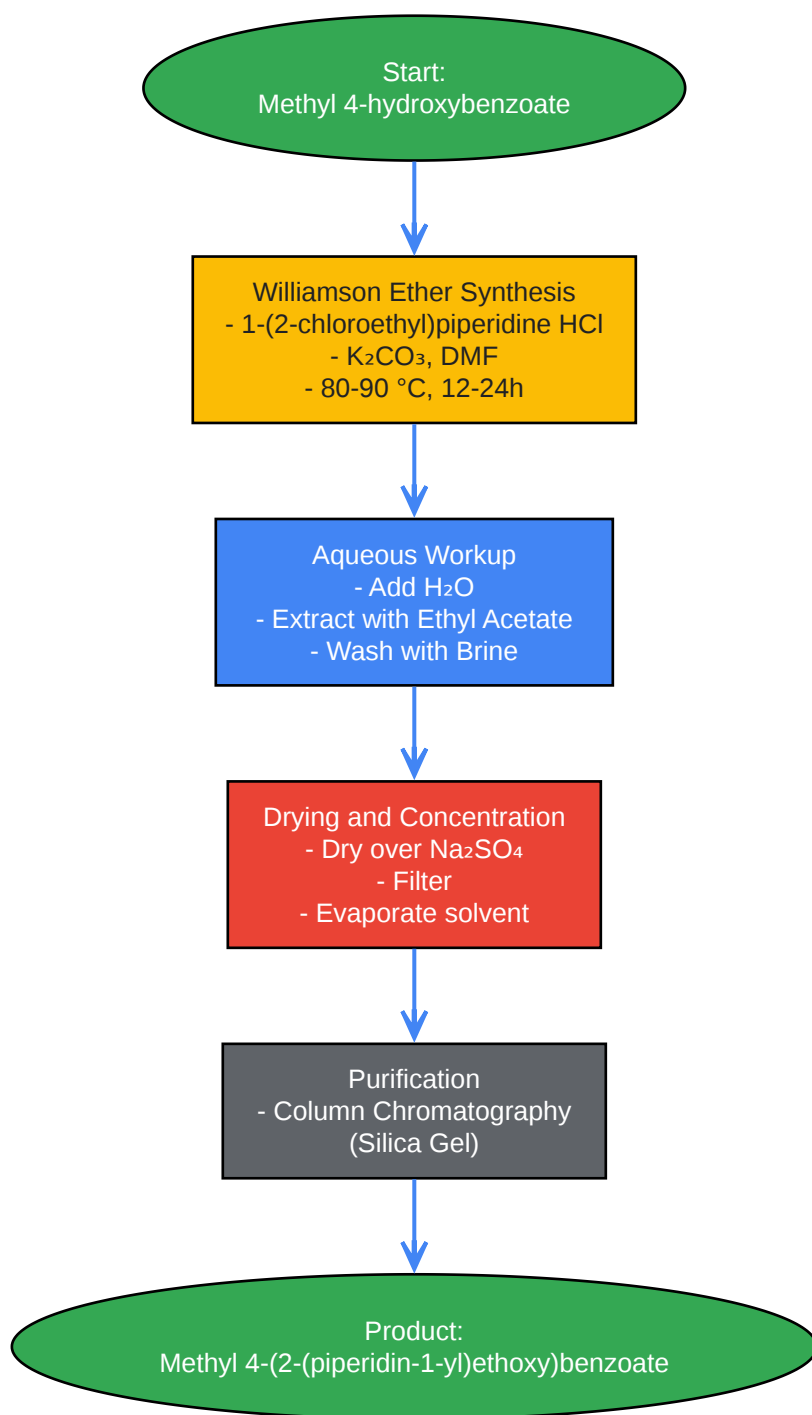 Start:
Methyl 4-hydroxybenzoate
Williamson Ether Synthesis
- 1-(2-chloroethyl)piperidine HCl
- K₂CO₃, DMF
- 80-90 °C, 12-24h
Aqueous Workup
- Add H₂O
- Extract with Ethyl Acetate
- Wash with Brine
Drying and Concentration
- Dry over Na₂SO₄
- Filter
- Evaporate solvent
Purification
- Column Chromatography
(Silica Gel)
Product:
Methyl 4-(2-(piperidin-1-yl)ethoxy)benzoate